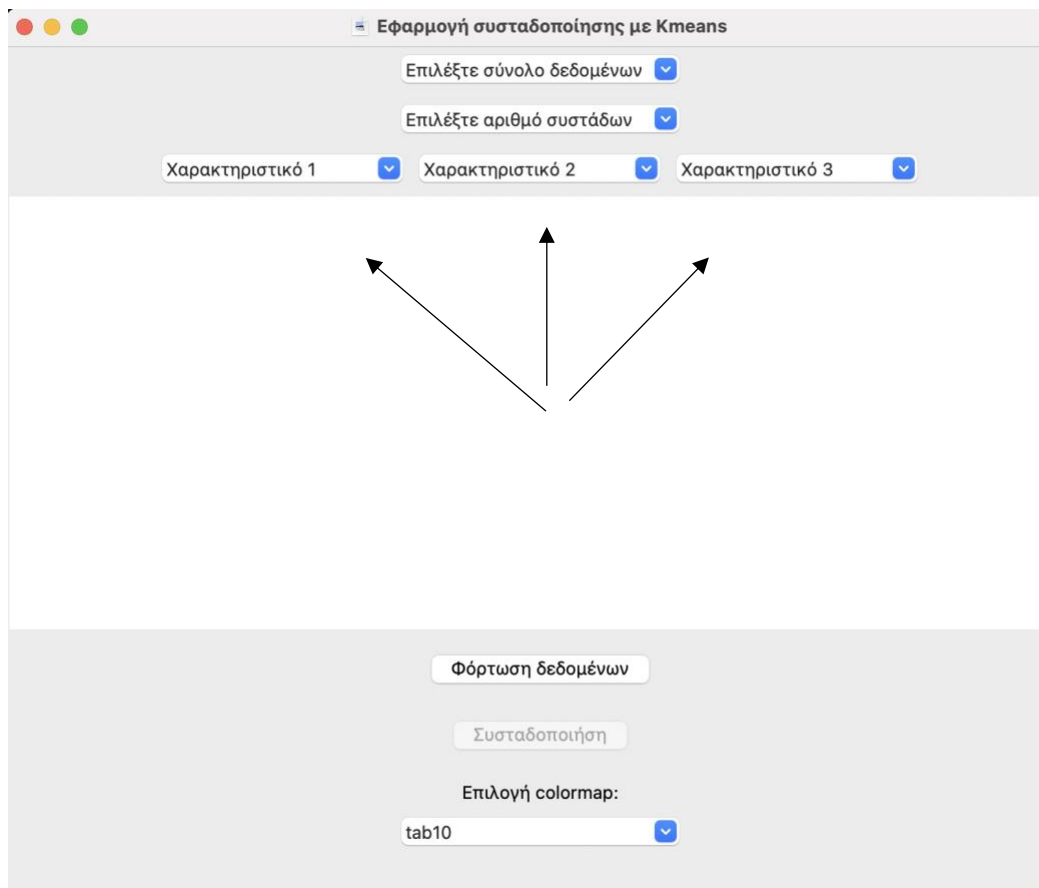 Εφαρμογή συσταδοποίησης με Kmeans
Επιλέξτε σύνολο δεδομένων
Επιλέξτε αριθμό συστάδων
Χαρακτηριστικό 1 Χαρακτηριστικό 2 Χαρακτηριστικό 3
Φόρτωση δεδομένων
Συσταδοποιήση
Επιλογή colormap:
tab10